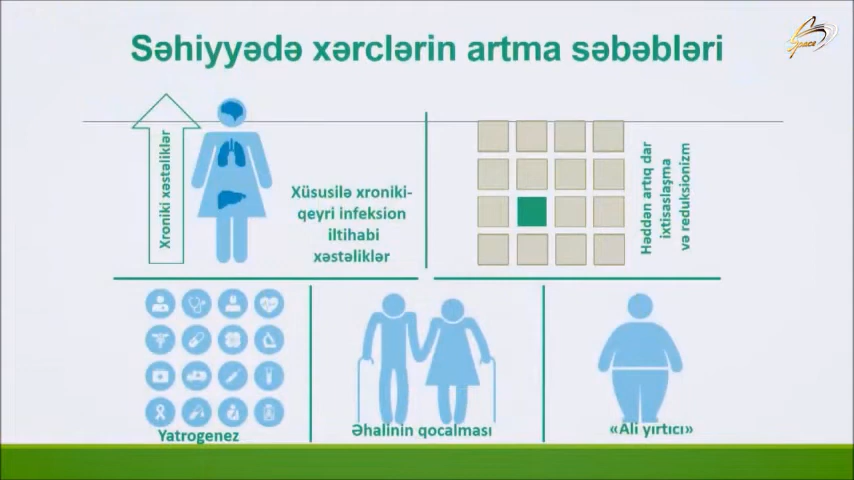 Səhiyyədə xərclərin artma səbəbləri
Space
Xroniki xəstəliklər
Xüsusilə xroniki-
qeyri infeksion
iltihabi
xəstəliklər
Həddən artıq dar
ixtisaslaşma
və reduksionizm
Yatrogenez
Əhalinin qocalması
«Ali yırtıcı»